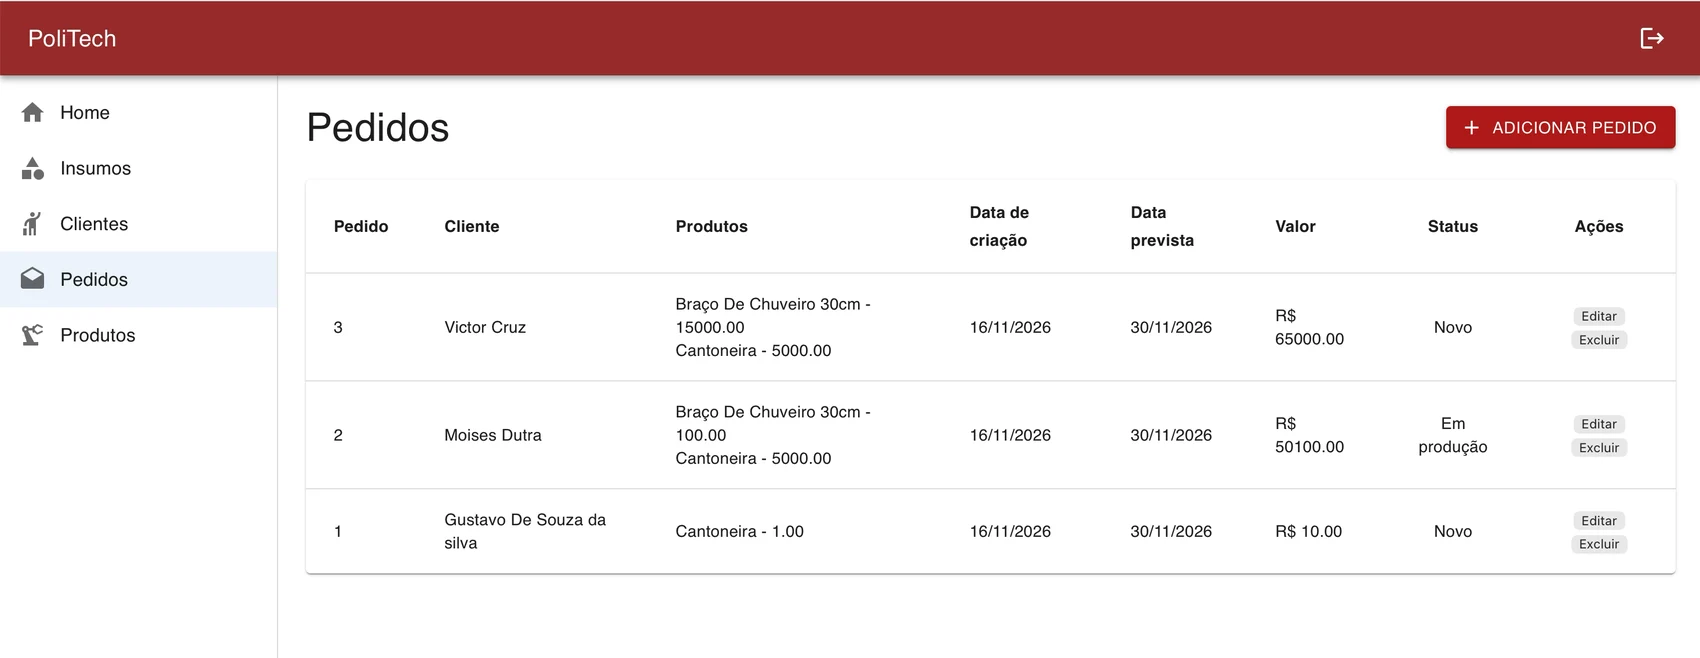 PoliTech
Home
Insumos
Clientes
Pedidos
Produtos
Pedidos
ADICIONAR PEDIDO
Pedido
Cliente
Produtos
Data de
criação
Data
prevista
Valor
Status
Ações
3
Victor Cruz
Braço De Chuveiro 30cm -
15000.00
Cantoneira - 5000.00
16/11/2026
30/11/2026
R$
65000.00
Novo
Editar
Excluir
2
Moises Dutra
Braço De Chuveiro 30cm -
100.00
Cantoneira - 5000.00
16/11/2026
30/11/2026
R$
50100.00
Em
produção
Editar
Excluir
1
Gustavo De Souza da
silva
Cantoneira - 1.00
16/11/2026
30/11/2026
R$ 10.00
Novo
Editar
Excluir